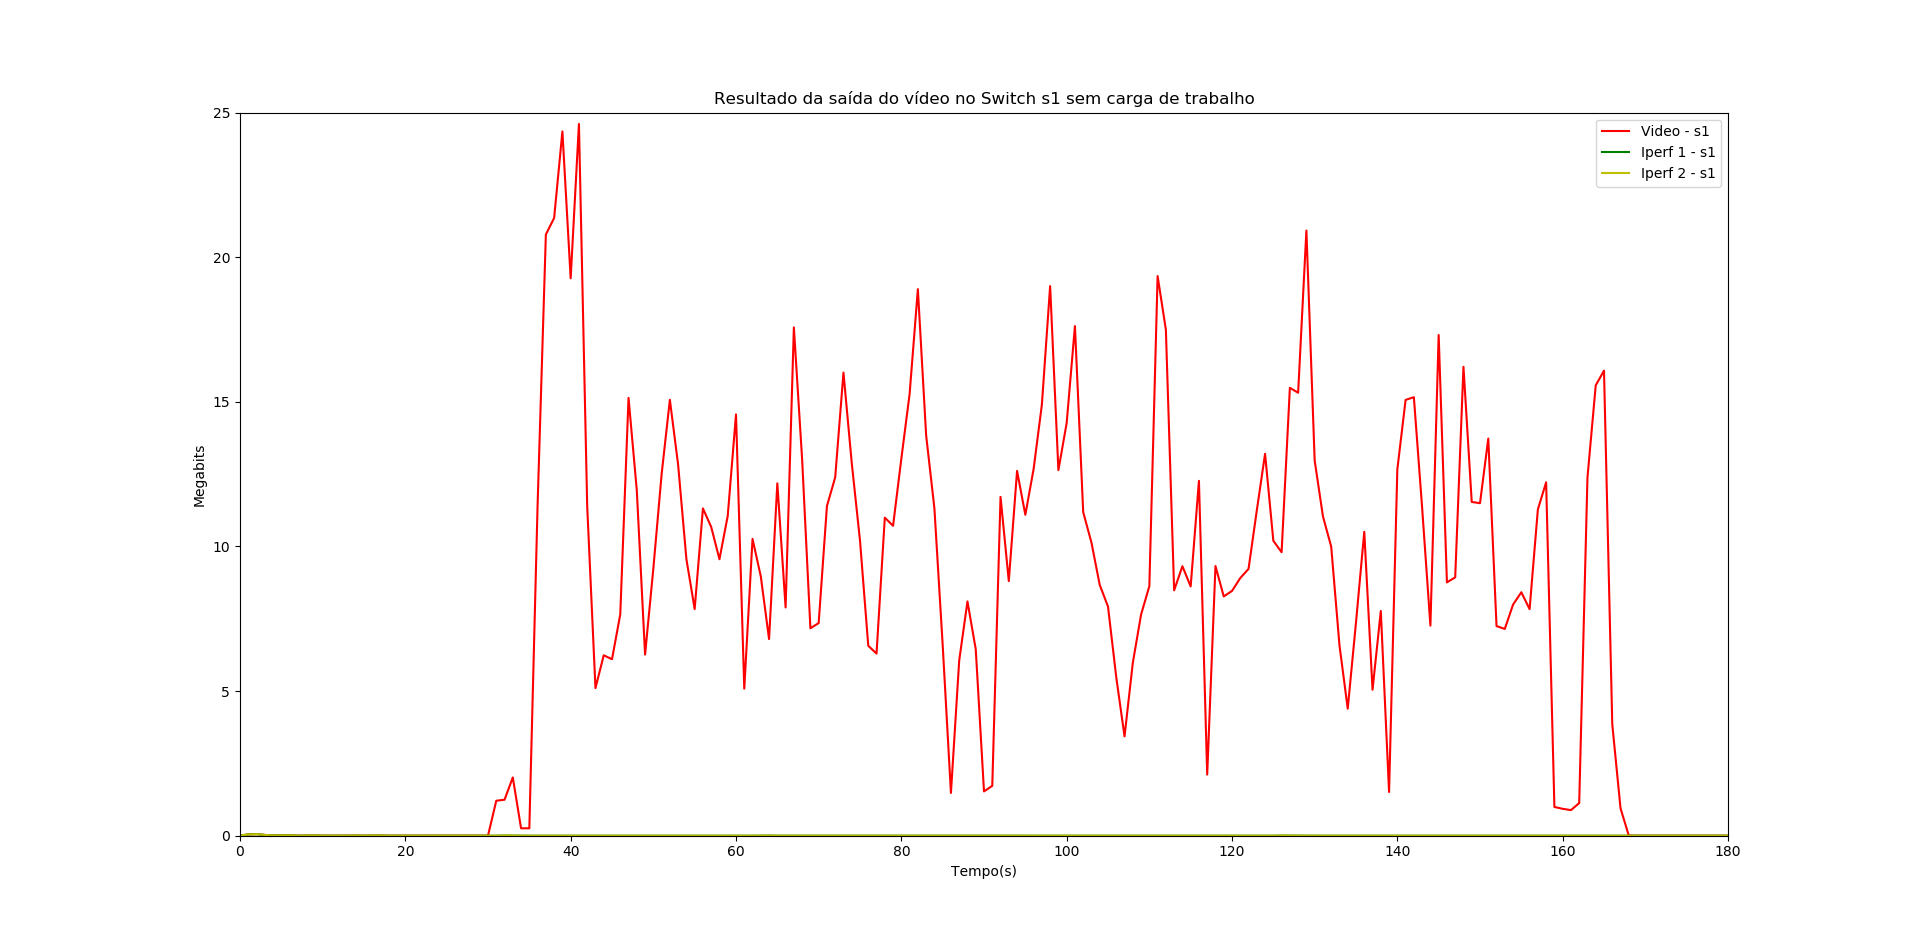 Resultado da saída do vídeo no Switch s1 sem carga de trabalho
25
20
15
10
5
0
Megabits
Video - s1
Iperf 1 - s1
Iperf 2 - s1
0 20 40 60 80 100 120 140 160 180
Tempo(s)